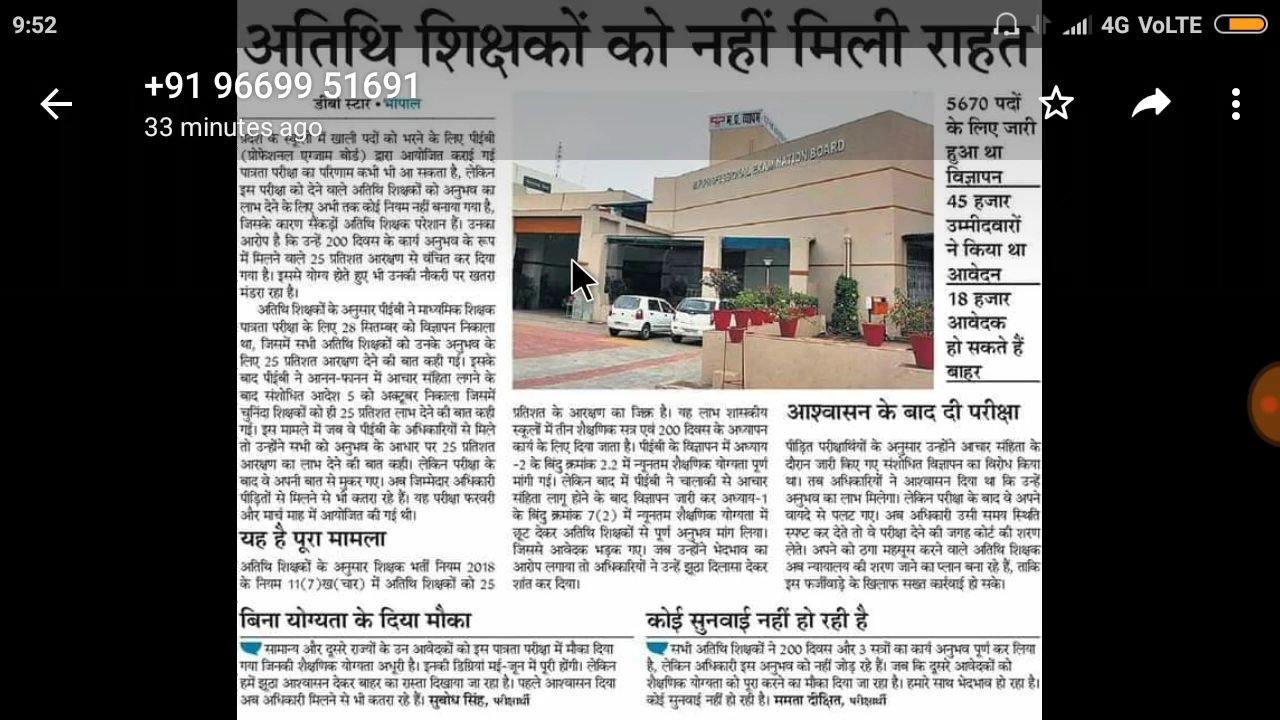 9:52
4G VoLTE
अतिथि शिक्षकों को नहीं मिली राहत
+91 96699 51691
33 minutes ago
डीबी स्टार • भोपाल
प्रदेश के स्कूलों में खाली पदों को भरने के लिए पीईबी
(प्रोफेशनल एग्जाम बोर्ड) द्वारा आयोजित कराई गई
पात्रता परीक्षा का परिणाम कभी भी आ सकता है, लेकिन
इस परीक्षा को देने वाले अतिथि शिक्षकों को अनुभव का
लाभ देने के लिए अभी तक कोई नियम नहीं बनाया गया है,
जिसके कारण सैंकड़ों अतिथि शिक्षक परेशान हैं। उनका
आरोप है कि उन्हें 200 दिवस के कार्य अनुभव के रूप
में मिलने वाले 25 प्रतिशत आरक्षण से वंचित कर दिया
गया है। इससे योग्य होते हुए भी उनकी नौकरी पर खतरा
मंडरा रहा है।
अतिथि शिक्षकों के अनुसार पीईबी ने माध्यमिक शिक्षक
पात्रता परीक्षा के लिए 28 सितम्बर को विज्ञापन निकाला
था, जिसमें सभी अतिथि शिक्षकों को उनके अनुभव के
लिए 25 प्रतिशत आरक्षण देने की बात कही गई। इसके
बाद पीईबी ने आनन-फानन में आचार संहिता लगने के
बाद संशोधित आदेश 5 को अक्टूबर निकाला जिसमें
चुनिंदा शिक्षकों को ही 25 प्रतिशत लाभ देने की बात कही
गई। इस मामले में जब वे पीईबी के अधिकारियों से मिले
तो उन्होंने सभी को अनुभव के आधार पर 25 प्रतिशत
आरक्षण का लाभ देने की बात कही। लेकिन परीक्षा के
बाद वे अपनी बात से मुकर गए। अब जिम्मेदार अधिकारी
पीड़ितों से मिलने से भी कतरा रहे हैं। यह परीक्षा फरवरी
और मार्च माह में आयोजित की गई थी।
यह है पूरा मामला
अतिथि शिक्षकों के अनुसार शिक्षक भर्ती नियम 2018
के नियम 11(7)ख(चार) में अतिथि शिक्षकों को 25
म.प्र. व्यापम
M.P. PROFESSIONAL EXAMINATION BOARD
प्रतिशत के आरक्षण का जिक्र है। यह लाभ शासकीय
स्कूलों में तीन शैक्षणिक सत्र एवं 200 दिवस के अध्यापन
कार्य के लिए दिया जाता है। पीईबी के विज्ञापन में अध्याय
-2 के बिंदु क्रमांक 2.2 में न्यूनतम शैक्षणिक योग्यता पूर्ण
मांगी गई। लेकिन बाद में पीईबी ने चालाकी से आचार
संहिता लागू होने के बाद विज्ञापन जारी कर अध्याय-1
के बिंदु क्रमांक 7(2) में न्यूनतम शैक्षणिक योग्यता में
छूट देकर अतिथि शिक्षकों से पूर्ण अनुभव मांग लिया।
जिससे आवेदक भड़क गए। जब उन्होंने भेदभाव का
आरोप लगाया तो अधिकारियों ने उन्हें झूठा दिलासा देकर
शांत कर दिया।
5670 पदों
के लिए जारी
हुआ था
विज्ञापन
45 हजार
उम्मीदवारों
ने किया था
आवेदन
18 हजार
आवेदक
हो सकते हैं
बाहर
आश्वासन के बाद दी परीक्षा
पीड़ित परीक्षार्थियों के अनुसार उन्होंने आचार संहिता के
दौरान जारी किए गए संशोधित विज्ञापन का विरोध किया
था। तब अधिकारियों ने आश्वासन दिया था कि उन्हें
अनुभव का लाभ मिलेगा। लेकिन परीक्षा के बाद वे अपने
वायदे से पलट गए। अब अधिकारी उसी समय स्थिति
स्पष्ट कर देते तो वे परीक्षा देने की जगह कोर्ट की शरण
लेते। अपने को ठगा महसूस करने वाले अतिथि शिक्षक
अब न्यायालय की शरण जाने का प्लान बना रहे हैं, ताकि
इस फर्जीवाड़े के खिलाफ सख्त कार्रवाई हो सके।
बिना योग्यता के दिया मौका
सामान्य और दूसरे राज्यों के उन आवेदकों को इस पात्रता परीक्षा में मौका दिया
गया जिनकी शैक्षणिक योग्यता अधूरी है। इनकी डिग्रियां मई-जून में पूरी होंगी। लेकिन
हमें झूठा आश्वासन देकर बाहर का रास्ता दिखाया जा रहा है। पहले आश्वासन दिया
अब अधिकारी मिलने से भी कतरा रहे हैं। सुबोध सिंह, परीक्षार्थी
कोई सुनवाई नहीं हो रही है
सभी अतिथि शिक्षकों ने 200 दिवस और 3 सत्रों का कार्य अनुभव पूर्ण कर लिया
है, लेकिन अधिकारी इस अनुभव को नहीं जोड़ रहे हैं। जब कि दूसरे आवेदकों को
शैक्षणिक योग्यता को पूरा करने का मौका दिया जा रहा है। हमारे साथ भेदभाव हो रहा है।
कोई सुनवाई नहीं हो रही है। ममता दीक्षित, परीक्षार्थी